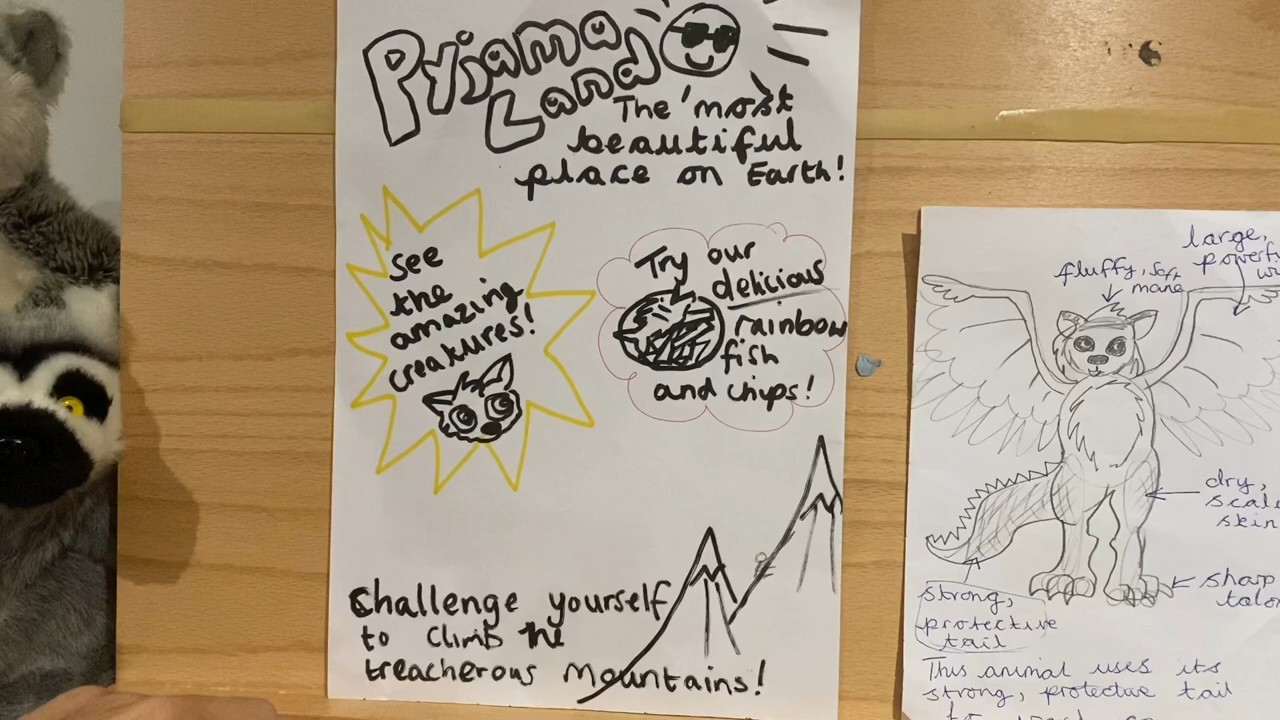 Pyjama
Land
The most
beautiful
place on Earth!
See
the
amazing
creatures!
Try our
delicious
rainbow
fish
and chips!
Challenge yourself
to climb the
treacherous Mountains!
large,
fluffy, soft
mane
dry,
skin
sharp
strong,
protective
tail
This animal uses its
strong, protective tail